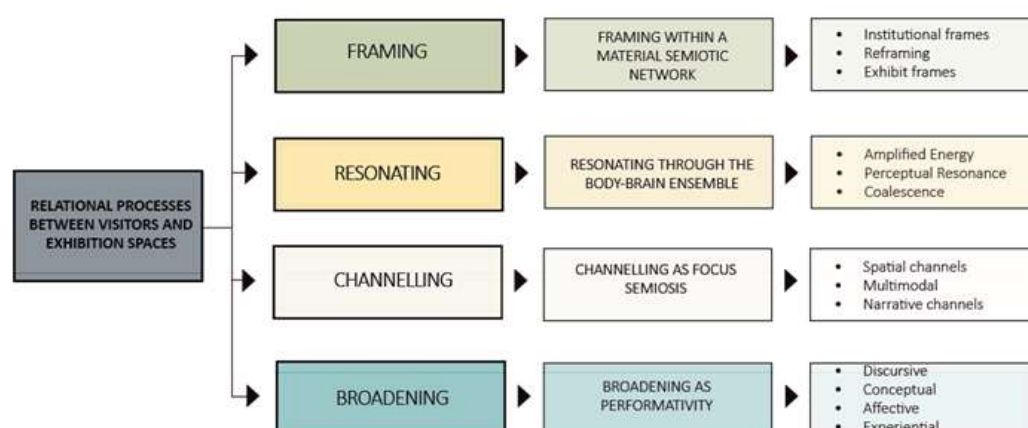 RELATIONAL PROCESSES
BETWEEN VISITORS AND
EXHIBITION SPACES
FRAMING
FRAMING WITHIN A
MATERIAL SEMIOTIC
NETWORK
• Institutional frames
• Reframing
• Exhibit frames
RESONATING
RESONATING THROUGH THE
BODY-BRAIN ENSEMBLE
• Amplified Energy
• Perceptual Resonance
• Coalescence
CHANNELLING
CHANNELLING AS FOCUS
SEMIOSIS
• Spatial channels
• Multimodal
• Narrative channels
BROADENING
BROADENING AS
PERFORMATIVITY
• Discursive
• Conceptual
• Affective
• Experiential